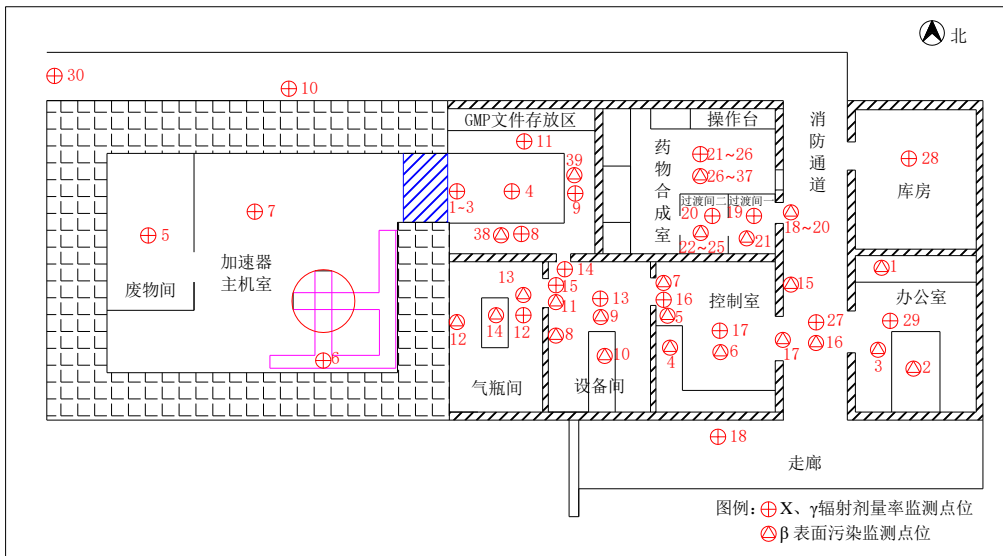 北
30
10
GMP文件存放区
操作台
消防通道
11
39
21~26
26~37
药物合成室
28
库房
1~3
4
9
过渡间二
过渡间一
20
19
18~20
7
5
38
8
22~25
21
加速器
主机室
废物间
13
14
15
11
12
14
12
8
13
9
10
7
16
5
控制室
17
4
6
15
1
办公室
27
29
17
16
3
2
6
气瓶间
设备间
18
走廊
图例：
X、γ辐射剂量率监测点位
β表面污染监测点位